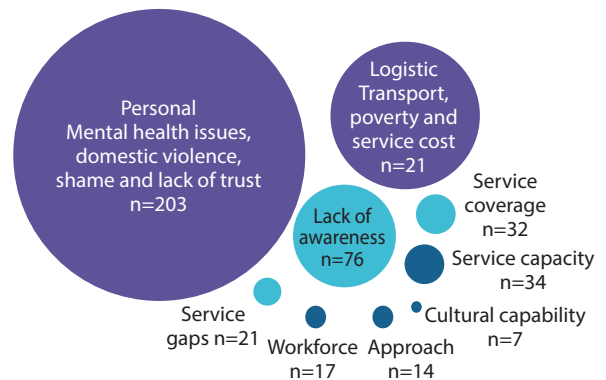 Personal
Mental health issues,
domestic violence,
shame and lack of trust
n=203
Logistic
Transport,
poverty and
service cost
n=21
Lack of
awareness
n=76
Service
coverage
n=32
Service capacity
n=34
Service
gaps n=21
Workforce
n=17
Approach
n=14
Cultural capability
n=7